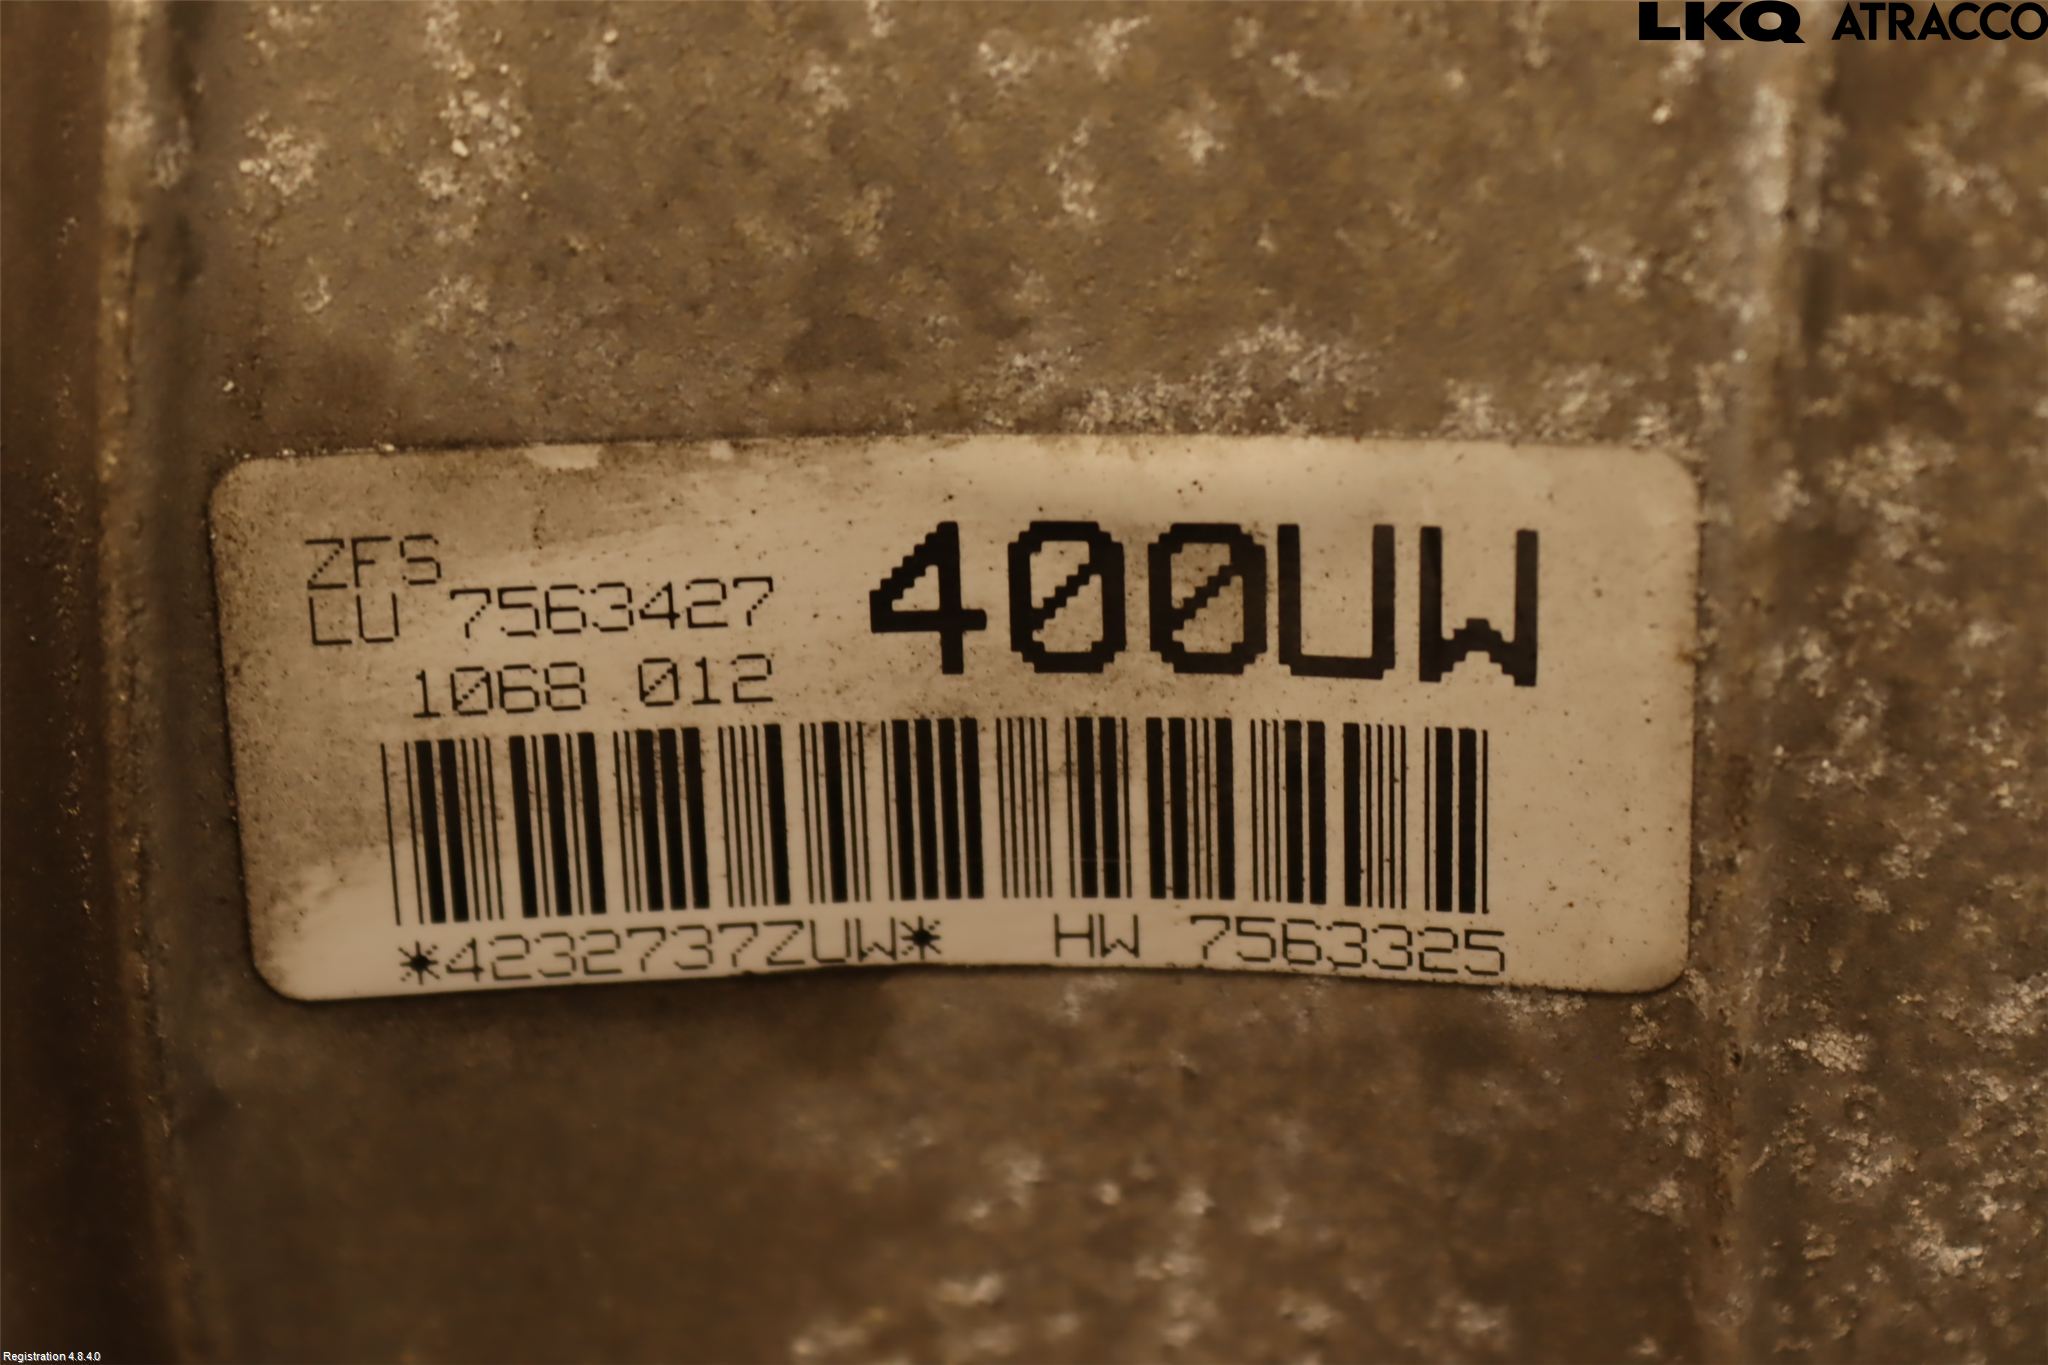 LKQ ATRACCO
ZFS
LU 7563427
400UW
1068 012
*4232737ZUW* HW 7563325
Registration 4.8.4.0